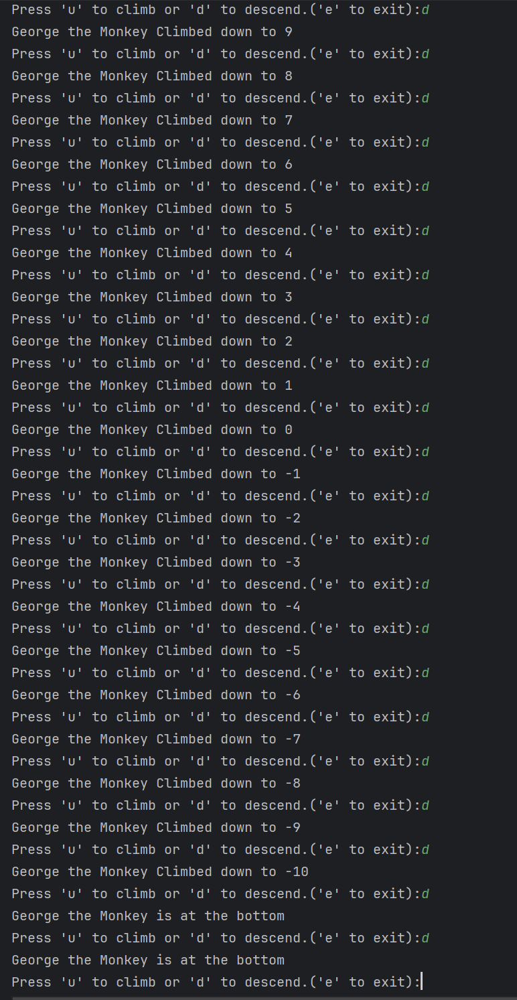 Press 'u' to climb or 'd' to descend.('e' to exit):d
George the Monkey Climbed down to 9
Press 'u' to climb or 'd' to descend.('e' to exit):d
George the Monkey Climbed down to 8
Press 'u' to climb or 'd' to descend.('e' to exit):d
George the Monkey Climbed down to 7
Press 'u' to climb or 'd' to descend.('e' to exit):d
George the Monkey Climbed down to 6
Press 'u' to climb or 'd' to descend.('e' to exit):d
George the Monkey Climbed down to 5
Press 'u' to climb or 'd' to descend.('e' to exit):d
George the Monkey Climbed down to 4
Press 'u' to climb or 'd' to descend.('e' to exit):d
George the Monkey Climbed down to 3
Press 'u' to climb or 'd' to descend.('e' to exit):d
George the Monkey Climbed down to 2
Press 'u' to climb or 'd' to descend.('e' to exit):d
George the Monkey Climbed down to 1
Press 'u' to climb or 'd' to descend.('e' to exit):d
George the Monkey Climbed down to 0
Press 'u' to climb or 'd' to descend.('e' to exit):d
George the Monkey Climbed down to -1
Press 'u' to climb or 'd' to descend.('e' to exit):d
George the Monkey Climbed down to -2
Press 'u' to climb or 'd' to descend.('e' to exit):d
George the Monkey Climbed down to -3
Press 'u' to climb or 'd' to descend.('e' to exit):d
George the Monkey Climbed down to -4
Press 'u' to climb or 'd' to descend.('e' to exit):d
George the Monkey Climbed down to -5
Press 'u' to climb or 'd' to descend.('e' to exit):d
George the Monkey Climbed down to -6
Press 'u' to climb or 'd' to descend.('e' to exit):d
George the Monkey Climbed down to -7
Press 'u' to climb or 'd' to descend.('e' to exit):d
George the Monkey Climbed down to -8
Press 'u' to climb or 'd' to descend.('e' to exit):d
George the Monkey Climbed down to -9
Press 'u' to climb or 'd' to descend.('e' to exit):d
George the Monkey Climbed down to -10
Press 'u' to climb or 'd' to descend.('e' to exit):d
George the Monkey is at the bottom
Press 'u' to climb or 'd' to descend.('e' to exit):d
George the Monkey is at the bottom
Press 'u' to climb or 'd' to descend.('e' to exit):